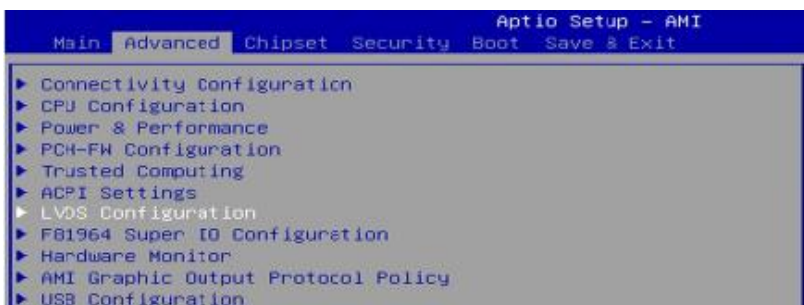 Aptio Setup - AMI
Main Advanced Chipset Security Boot Save & Exit
▶ Connectivity Configuration
▶ CPU Configuration
▶ Power & Performance
▶ PCH-FW Configuration
▶ Trusted Computing
▶ ACPI Settings
▶ LVDS Configuration
▶ F81964 Super IO Configuration
▶ Hardware Monitor
▶ AMI Graphic Output Protocol Policy
▶ USB Configuration